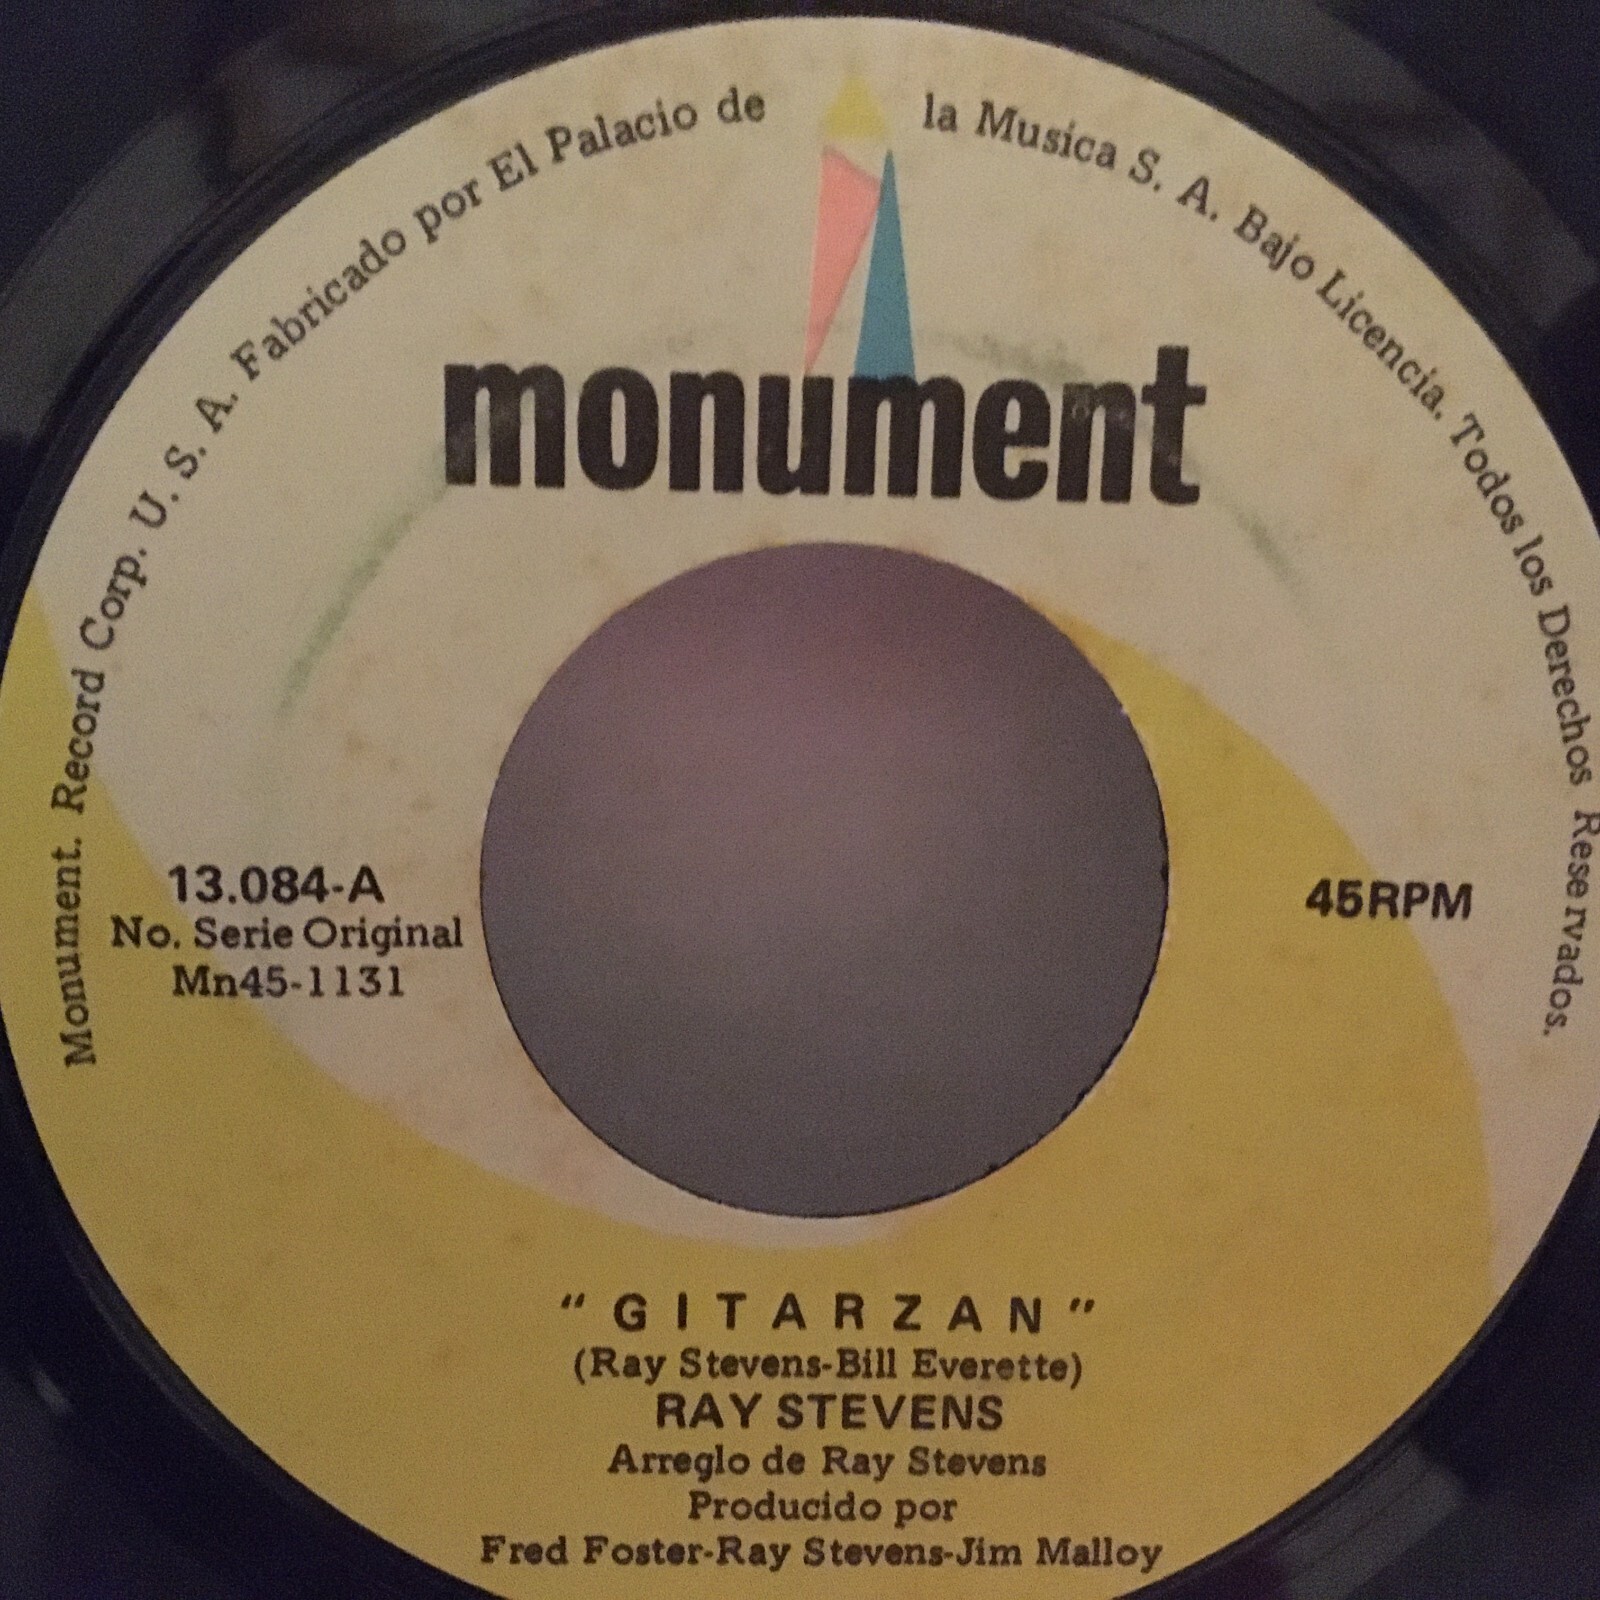 Monument. Record Corp. U. S. A. Fabricado por El Palacio de la Musica S. A. Bajo Licencia. Todos los Derechos Reservados.
monument
13.084-A
No. Serie Original
Mn45-1131
45RPM
"GITARZAN"
(Ray Stevens-Bill Everette)
RAY STEVENS
Arreglo de Ray Stevens
Producido por
Fred Foster-Ray Stevens-Jim Malloy